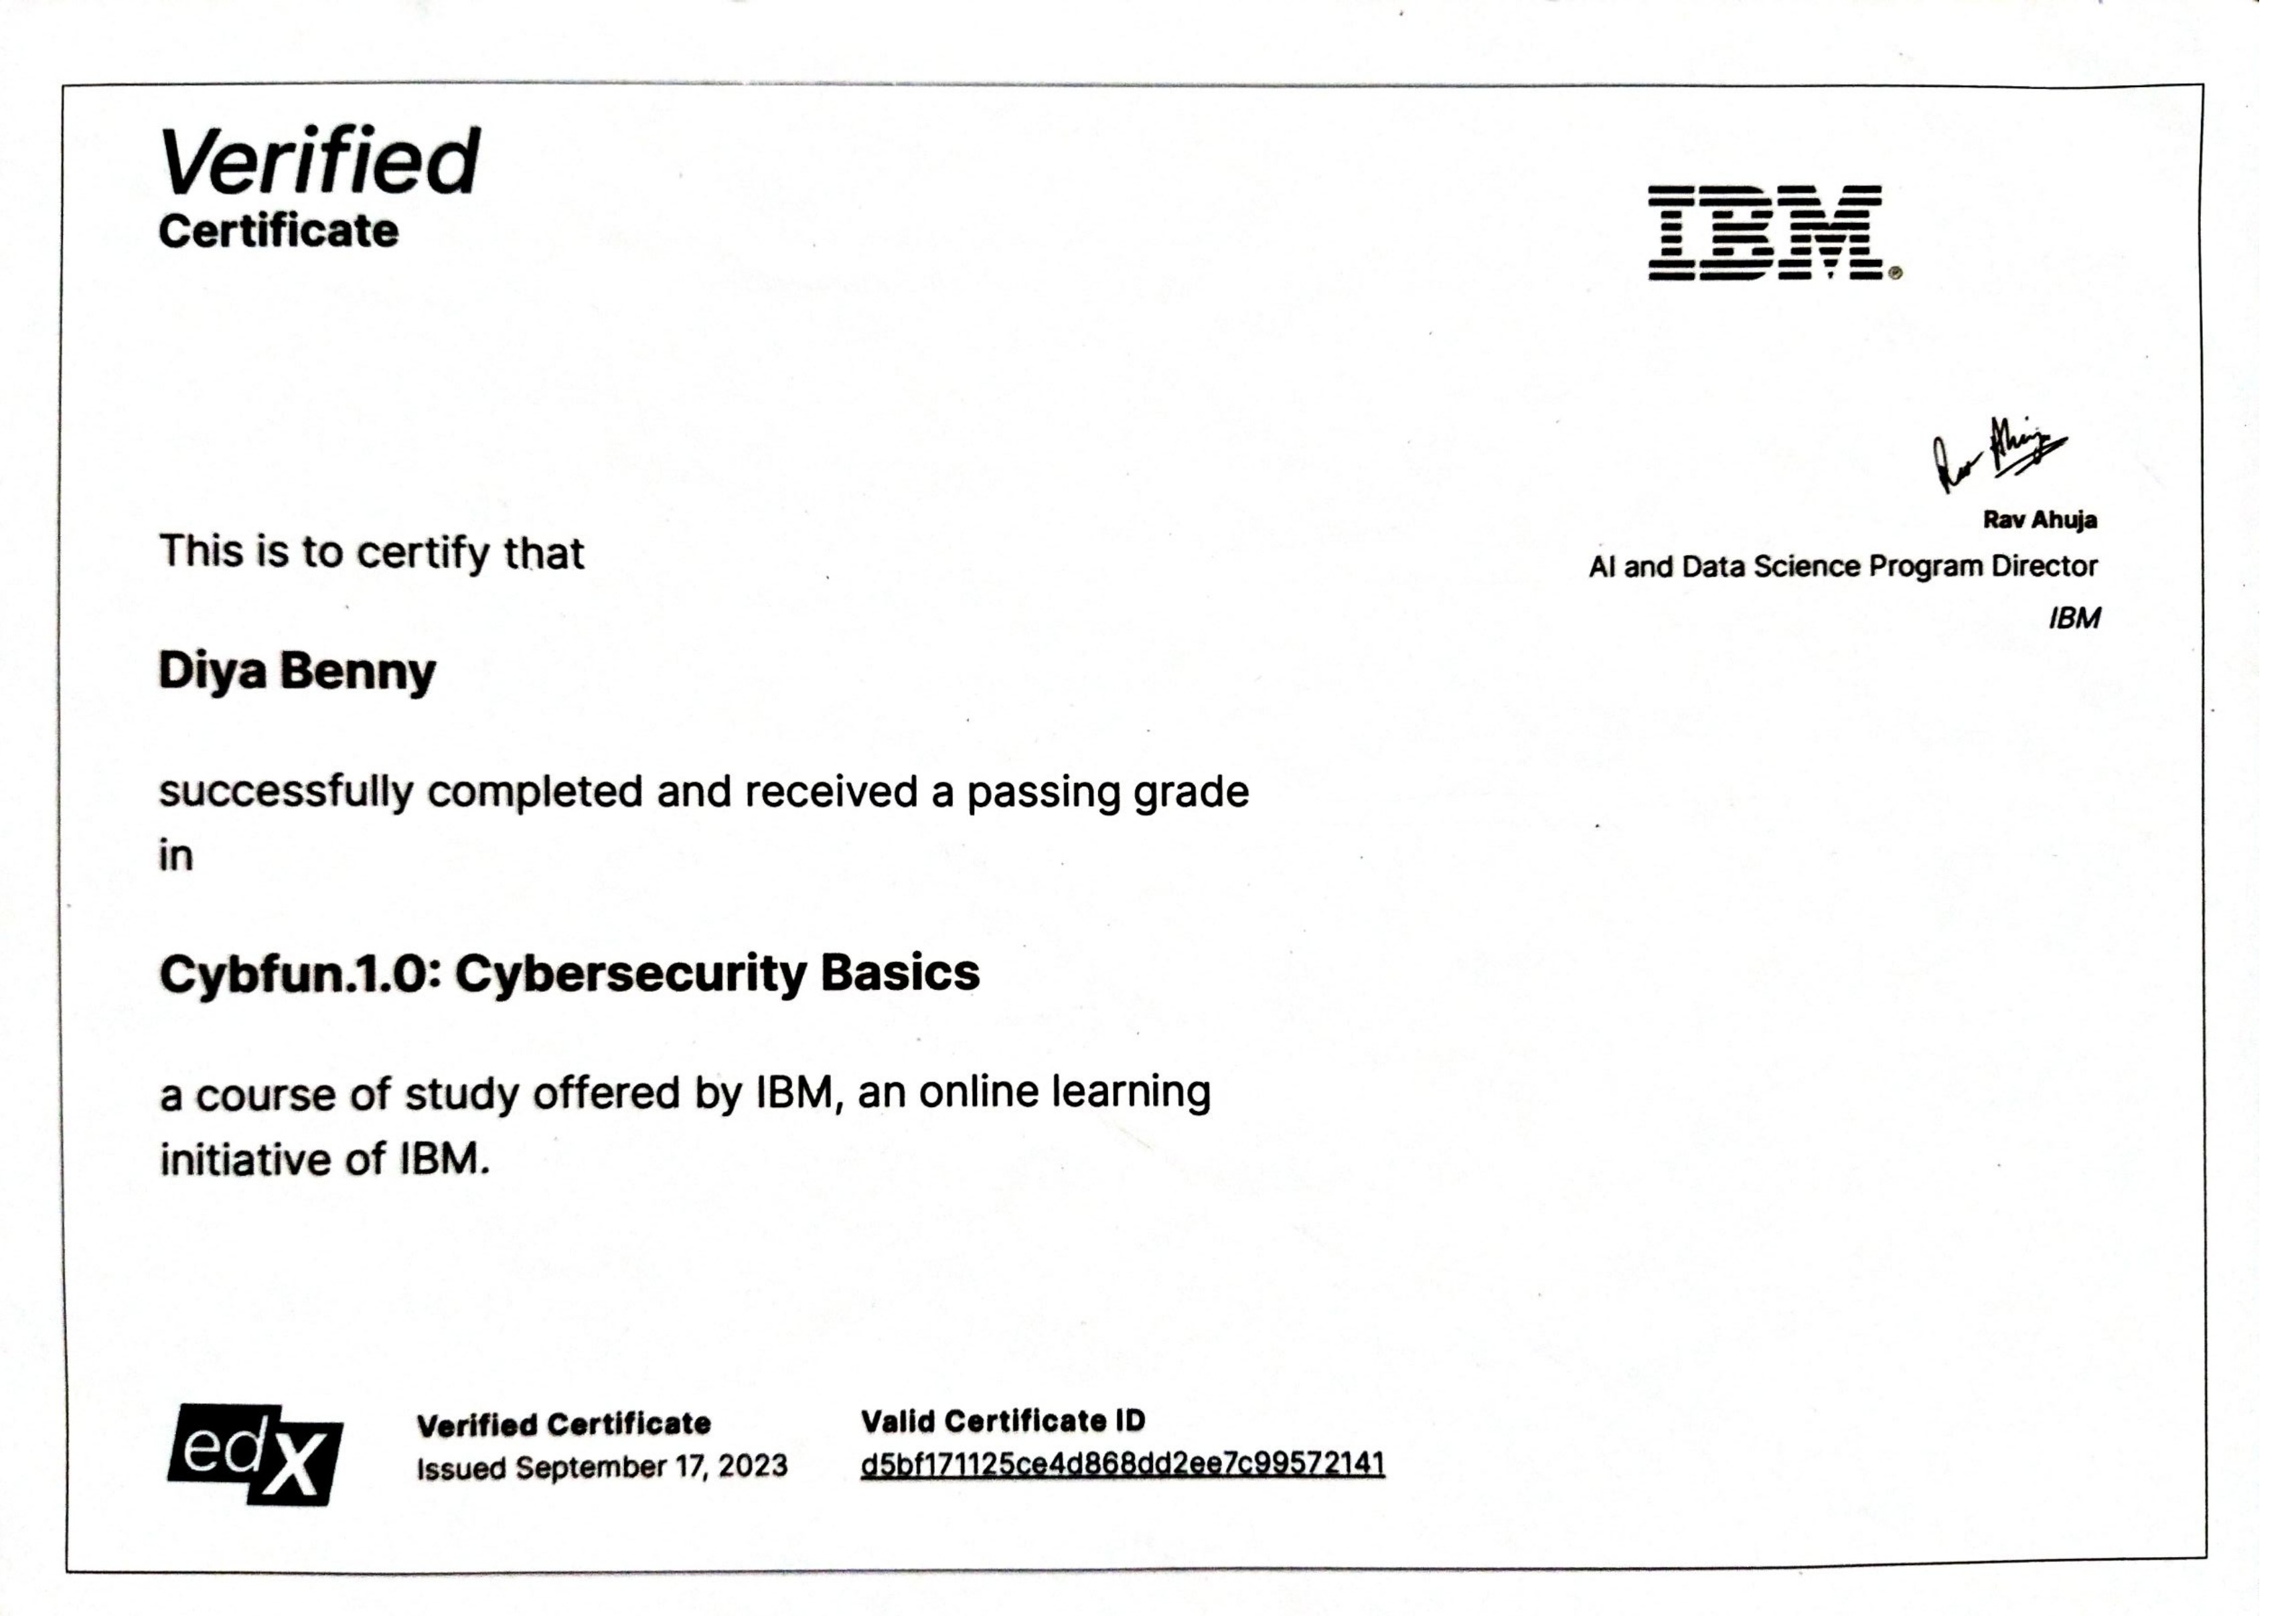 Verified
Certificate
IBM®
Rav Ahuja
AI and Data Science Program Director
IBM
This is to certify that
Diya Benny
successfully completed and received a passing grade
in
Cybfun.1.0: Cybersecurity Basics
a course of study offered by IBM, an online learning
initiative of IBM.
edX
Verified Certificate
Issued September 17, 2023
Valid Certificate ID
d5bf171125ce4d868dd2ee7c99572141